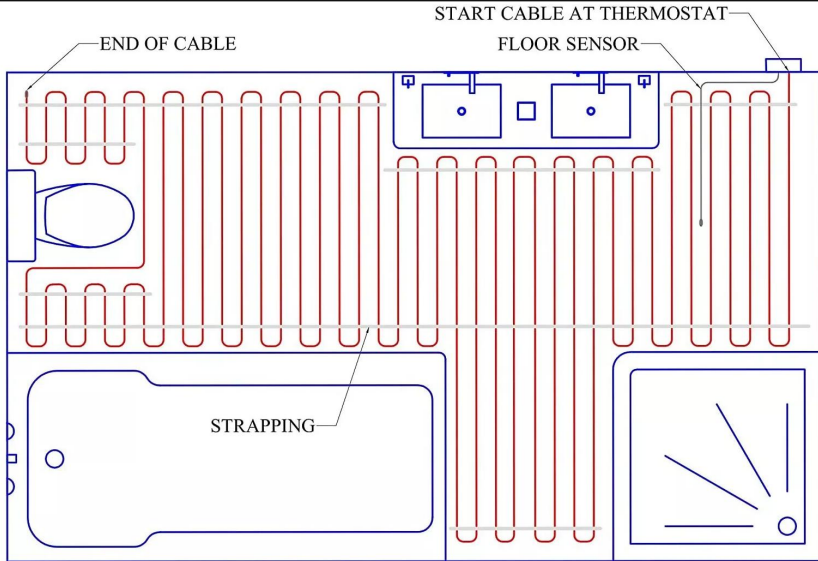 START CABLE AT THERMOSTAT
END OF CABLE
FLOOR SENSOR
STRAPPING